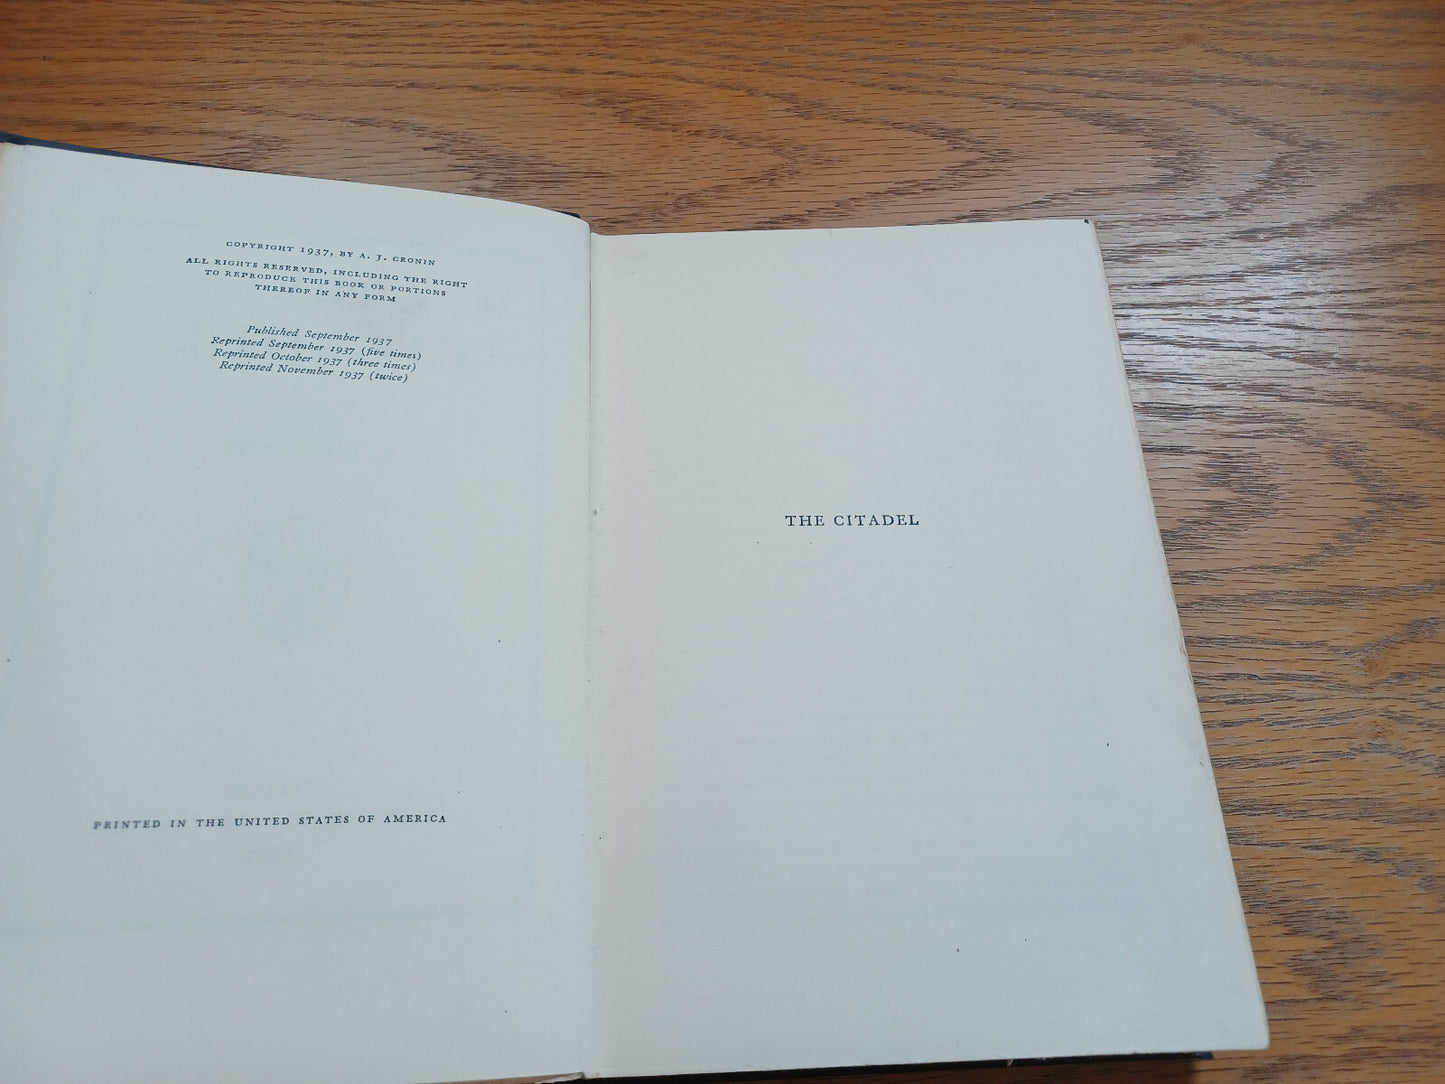 COPYRIGHT 1937, BY A. J. CRONIN
ALL RIGHTS RESERVED, INCLUDING THE RIGHT
TO REPRODUCE THIS BOOK OR PORTIONS
THEREOF IN ANY FORM
Published September 1937
Reprinted September 1937 (five times)
Reprinted October 1937 (three times)
Reprinted November 1937 (twice)
PRINTED IN THE UNITED STATES OF AMERICA
THE CITADEL